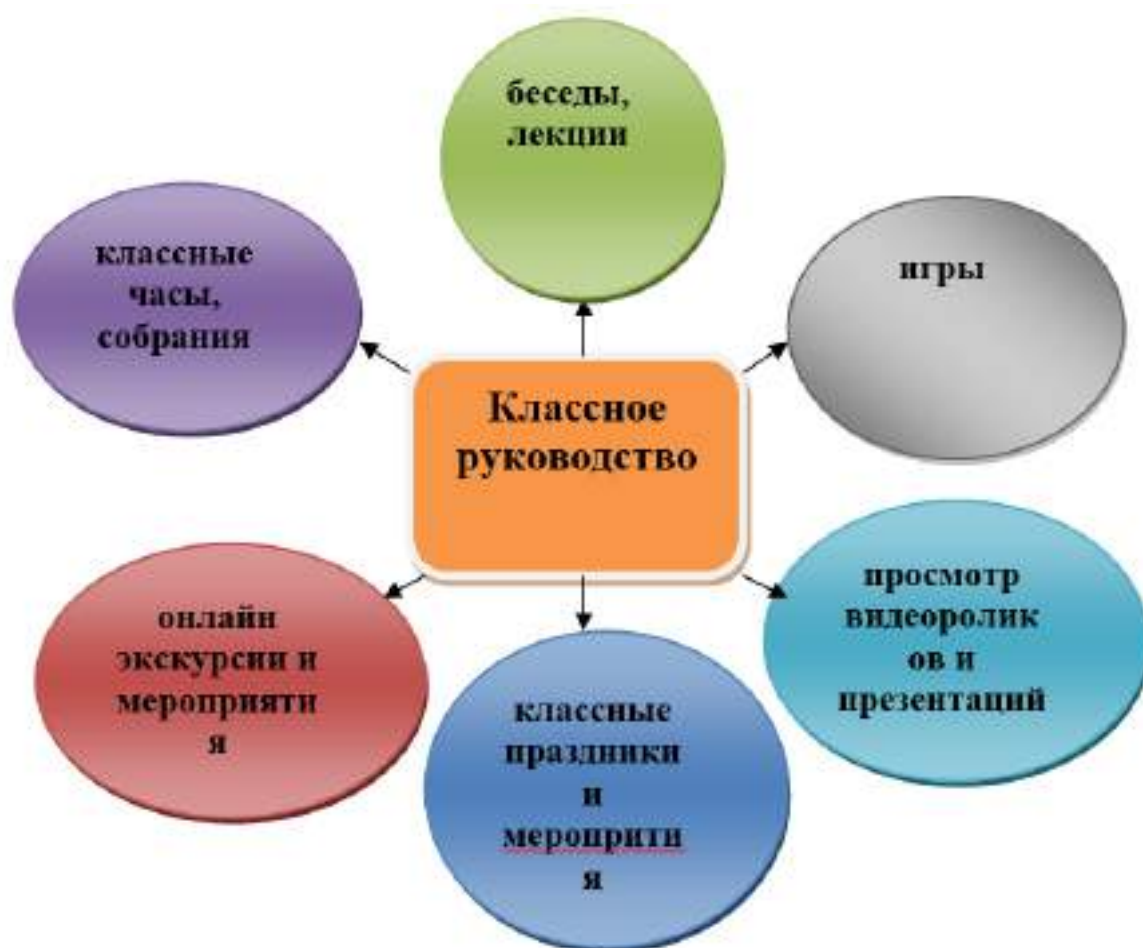 беседы,
лекции
классные
часы,
собрания
игры
Классное
руководство
онлайн
экскурсии и
мероприяти
я
просмотр
видеоролик
ов и
презентаций
классные
праздники
и
мероприти
я